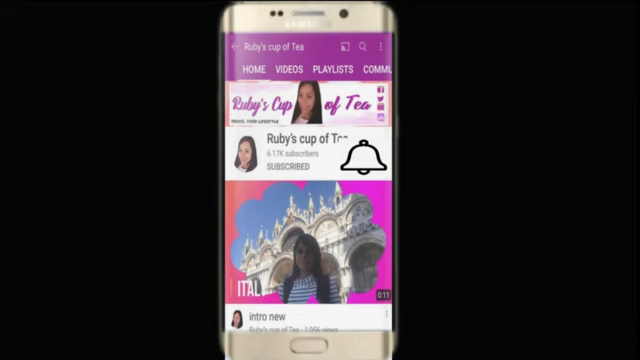 SAMSUNG
Ruby's cup of Tea
HOME VIDEOS PLAYLISTS COMMU
Ruby's Cup of Tea
TRAVEL FOOD LIFESTYLE
Ruby's cup of Tea
6.17K subscribers
SUBSCRIBED
ITALY
0:11
intro new
Ruby's cup of Tea · 1,056 views